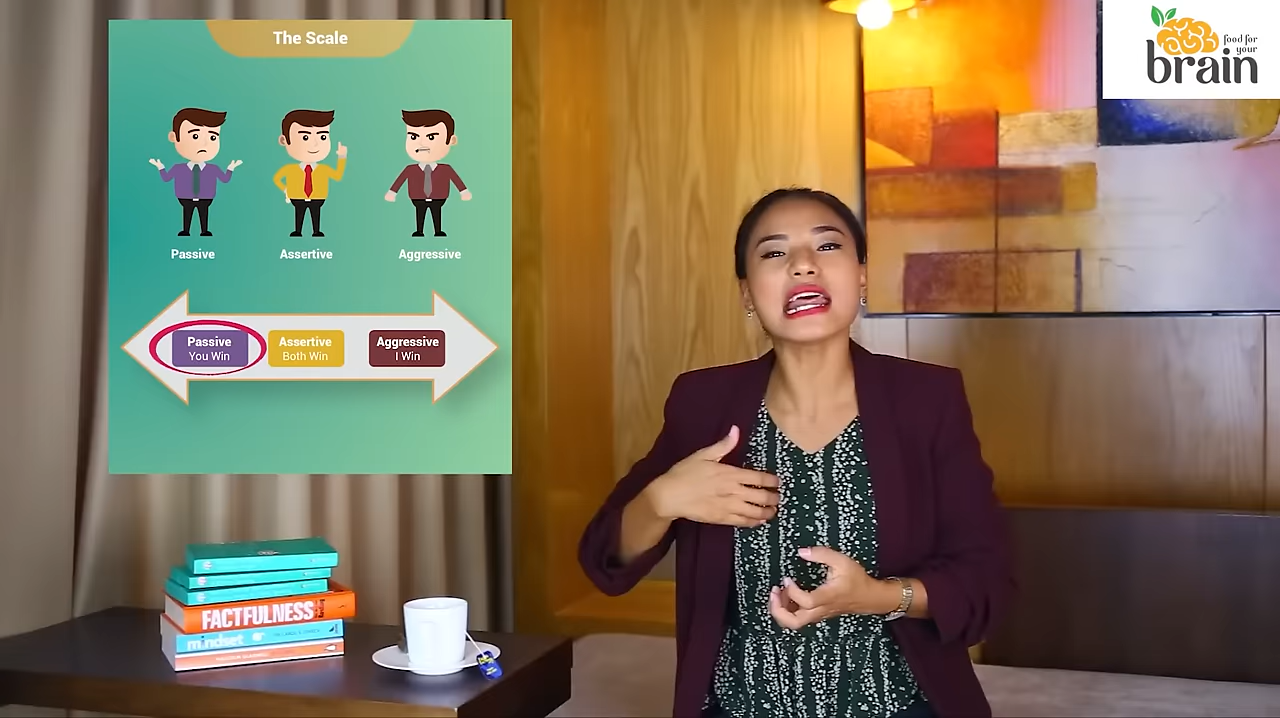 The Scale
Passive
Assertive
Aggressive
Passive
You Win
Assertive
Both Win
Aggressive
I Win
food for
your
brain
FACTFULNESS
mindset